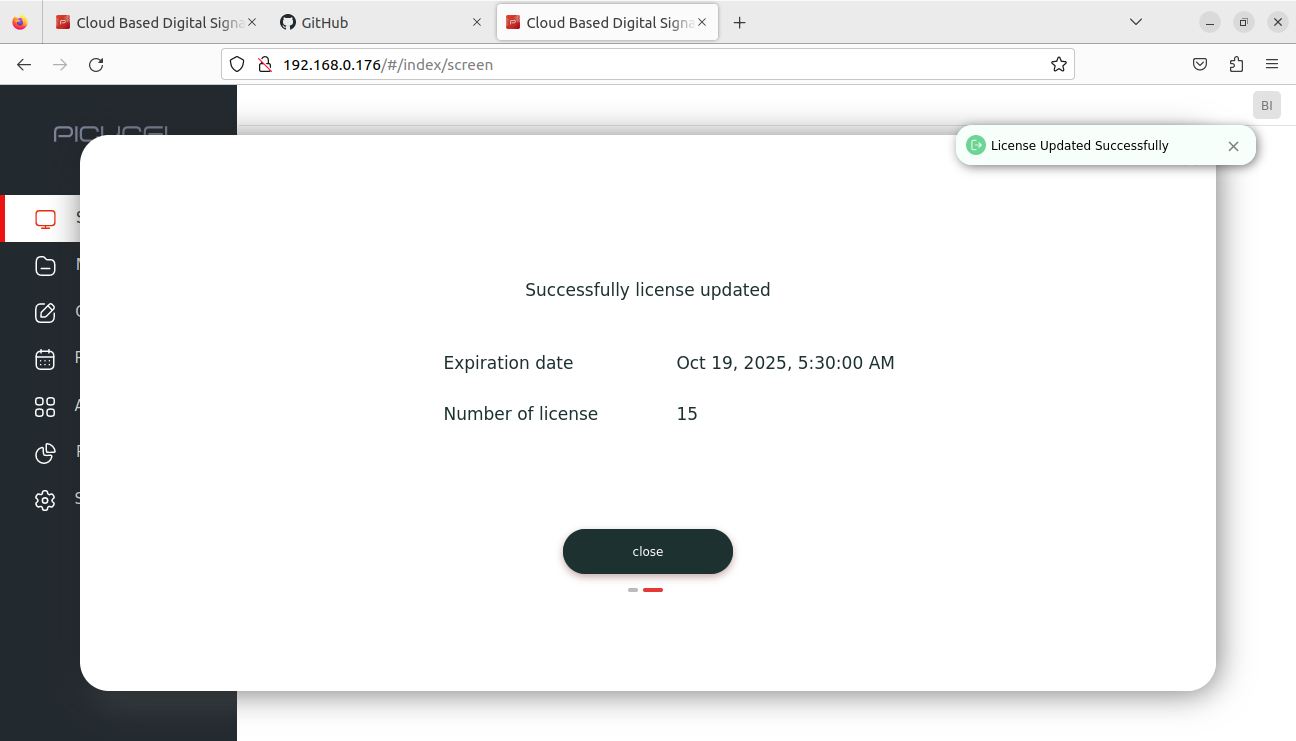 Cloud Based Digital Signa
GitHub
Cloud Based Digital Signa
192.168.0.176/#/index/screen
BI
License Updated Successfully
Successfully license updated
Expiration date Oct 19, 2025, 5:30:00 AM
Number of license 15
close